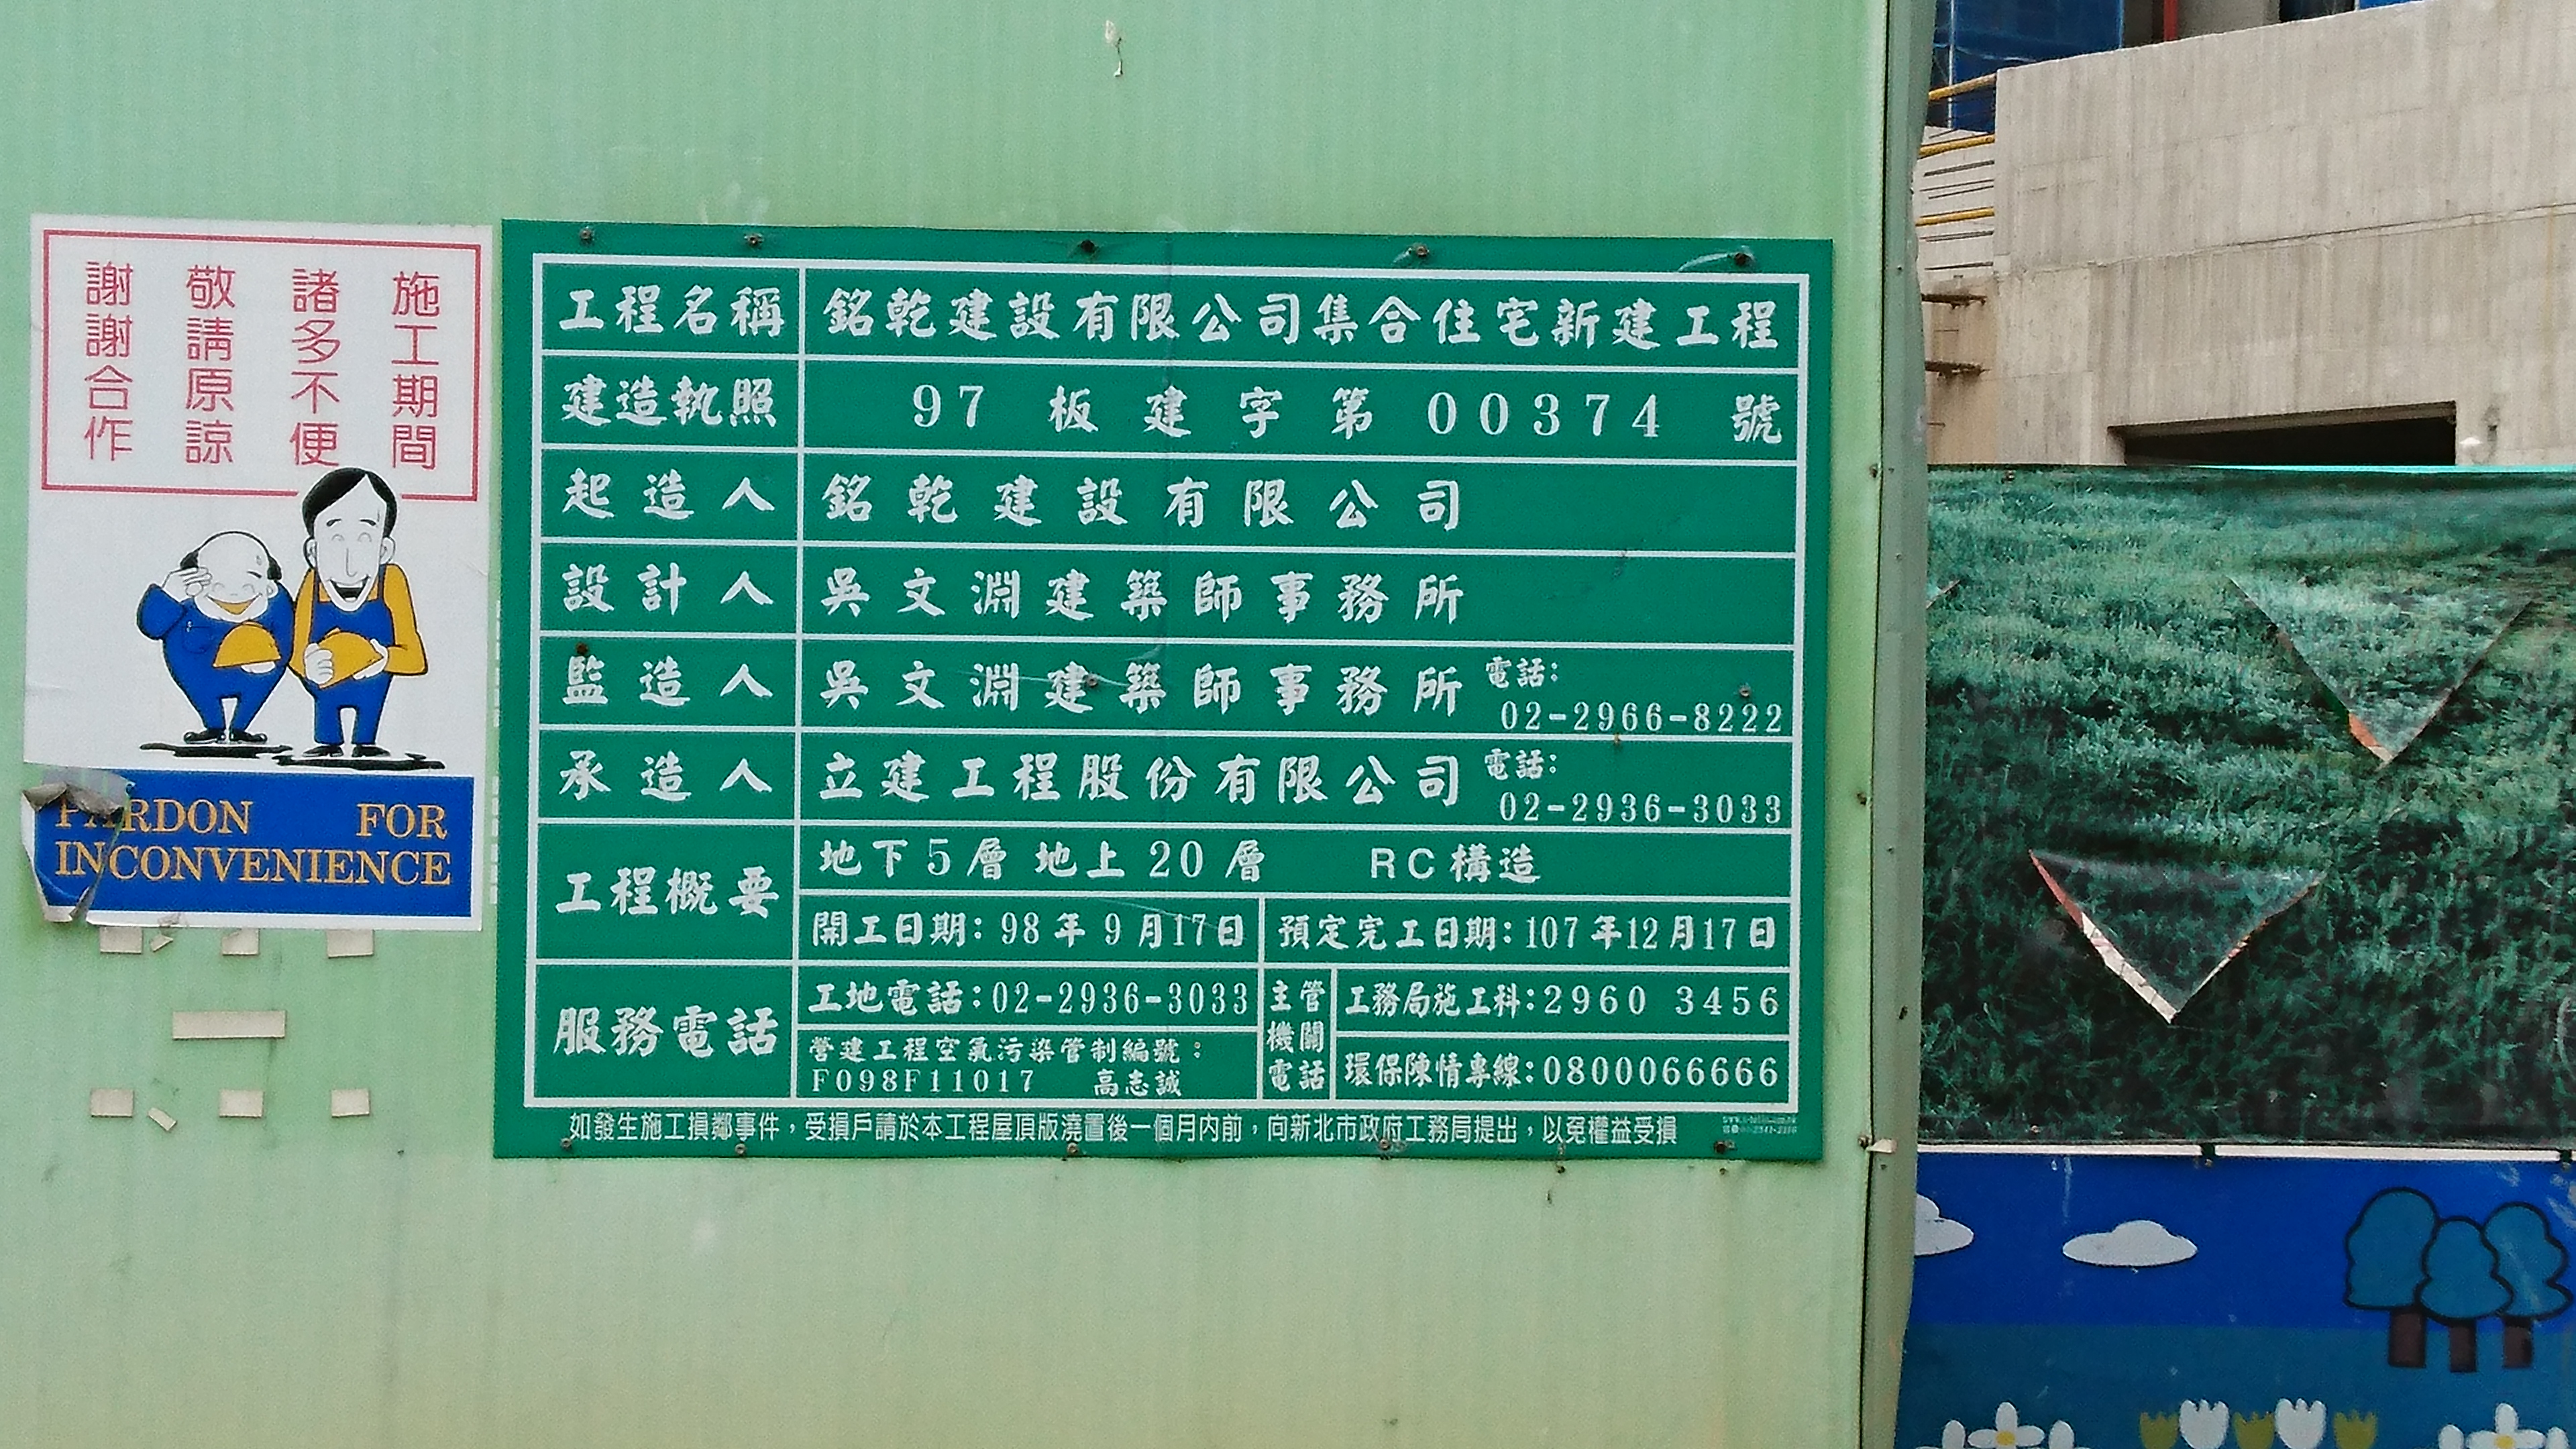 施工期間
諸多不便
敬請原諒
謝謝合作
PARDON FOR
INCONVENIENCE
工程名稱 銘乾建設有限公司集合住宅新建工程
建造執照 97 板建字第 00374 號
起造人 銘乾建設有限公司
設計人 吳文淵建築師事務所
監造人 吳文淵建築師事務所 電話: 02-2966-8222
承造人 立建工程股份有限公司 電話: 02-2936-3033
工程概要 地下5層 地上20層 RC構造
開工日期: 98年9月17日 預定完工日期: 107年12月17日
服務電話 工地電話: 02-2936-3033
營建工程空氣污染管制編號:
F098F11017 高志誠
主管機關電話 工務局施工科: 2960 3456
環保陳情專線: 0800066666
如發生施工損鄰事件，受損戶請於本工程屋頂版澆置後一個月內前，向新北市政府工務局提出，以免權益受損